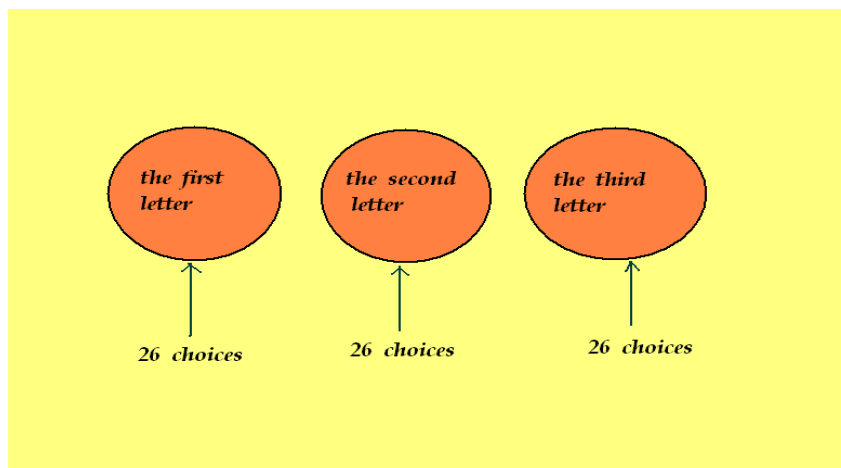 the first
letter
the second
letter
the third
letter
26 choices
26 choices
26 choices